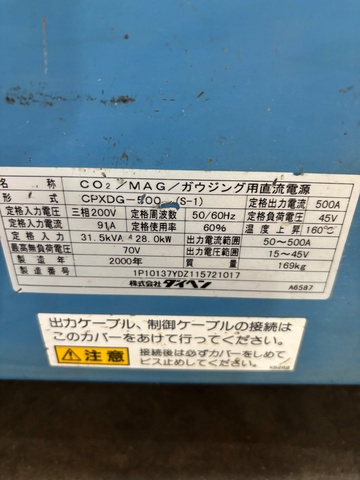 名称 CO2/MAG/ガウジング用直流電源
形式 CPXDG-500 (S-1) 定格出力電流 500A
定格入力電圧 三相200V 定格周波数 50/60Hz 定格負荷電圧 45V
定格入力電流 91A 定格使用率 60% 温度上昇 160℃
定格入力 31.5kVA 28.0kW 出力電流範囲 50~500A
最高無負荷電圧 70V 出力電圧範囲 15~45V
製造年 2000年 質量 169kg
製造番号 1P10137YDZ115721017
株式会社ダイヘン A6587
出力ケーブル、制御ケーブルの接続は
このカバーをあけて行ってください。
注意 接続後は必ずカバーをしめて
ビス止めしてください。